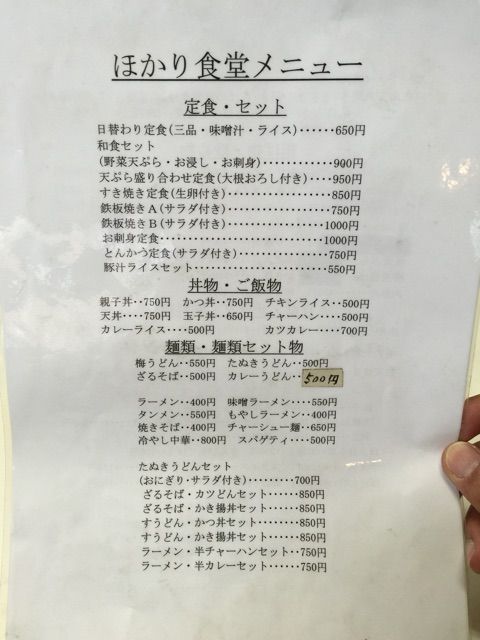 ほかり食堂メニュー
定食・セット
日替わり定食(三品・味噌汁・ライス)・・・・・・650円
和食セット
(野菜天ぷら・お浸し・お刺身)・・・・・・・・・・・・900円
天ぷら盛り合わせ定食(大根おろし付き)・・・・950円
すき焼き定食(生卵付き)・・・・・・・・・・・・・・・・850円
鉄板焼きA(サラダ付き)・・・・・・・・・・・・・・・・750円
鉄板焼きB(サラダ付き)・・・・・・・・・・・・・・・1000円
お刺身定食・・・・・・・・・・・・・・・・・・・・・・・・・1000円
とんかつ定食(サラダ付き)・・・・・・・・・・・・・・750円
豚汁ライスセット・・・・・・・・・・・・・・・・・・・・550円
丼物・ご飯物
親子丼・・750円 かつ丼・・750円 チキンライス・・500円
天丼・・・・750円 玉子丼・・650円 チャーハン・・・・500円
カレーライス・・・・500円 カツカレー・・・・700円
麺類・麺類セット物
梅うどん・・550円 たぬきうどん・・500円
ざるそば・・500円 カレーうどん・・500円
ラーメン・・400円 味噌ラーメン・・・・550円
タンメン・・550円 もやしラーメン・・400円
焼きそば・・400円 チャーシュー麺・・650円
冷やし中華・・800円 スパゲティ・・・・500円
たぬきうどんセット
(おにぎり・サラダ付き)・・・・・・・・・700円
ざるそば・カツどんセット・・・・・・850円
ざるそば・かき揚丼セット・・・・・・850円
すうどん・かつ丼セット・・・・・・・・850円
すうどん・かき揚丼セット・・・・・・850円
ラーメン・半チャーハンセット・・750円
ラーメン・半カレーセット・・・・・・750円